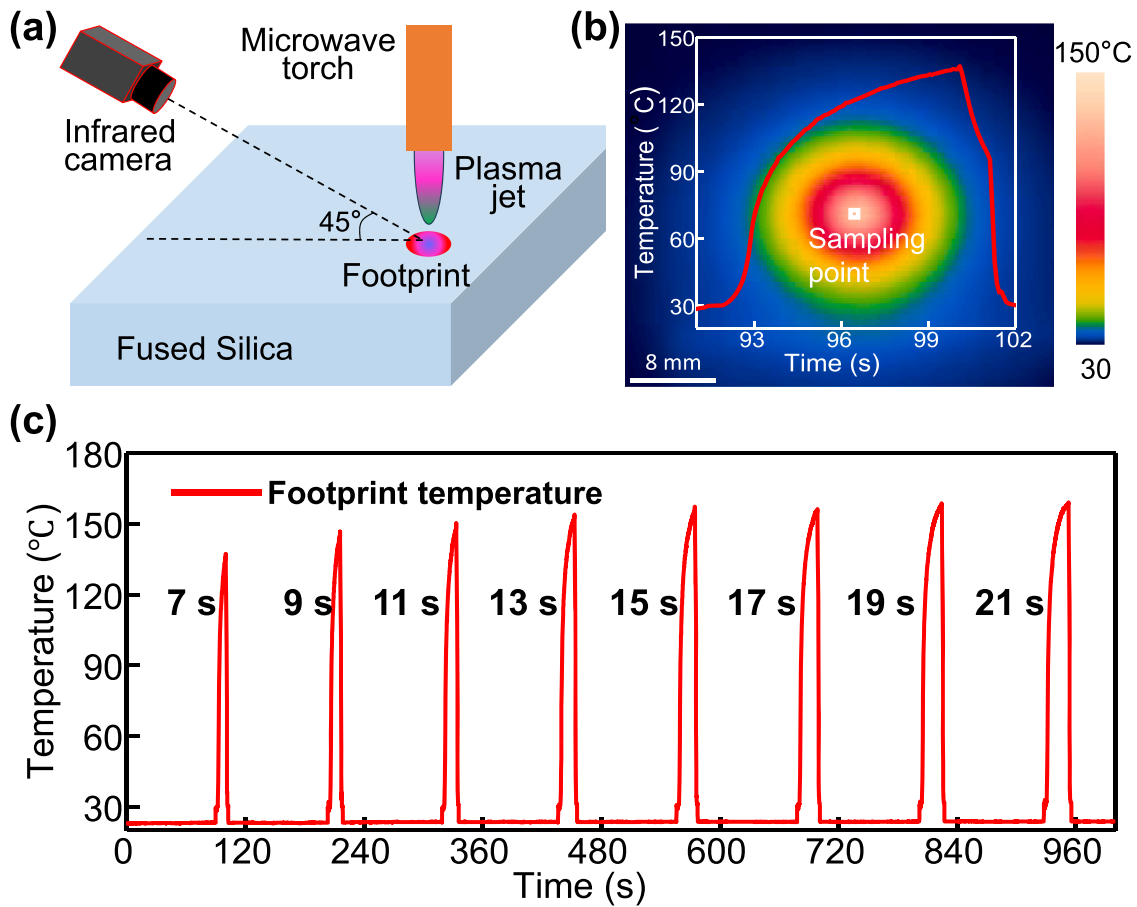 (a)
Microwave
torch
Infrared
camera
Plasma
jet
45°
Footprint
Fused Silica
(b)
150
120
90
60
30
Temperature (°C)
Sampling
point
93
96
99
102
Time (s)
8 mm
150°C
30
(c)
180
150
120
90
60
30
Temperature (℃)
Footprint temperature
7 s
9 s
11 s
13 s
15 s
17 s
19 s
21 s
0
120
240
360
480
600
720
840
960
Time (s)